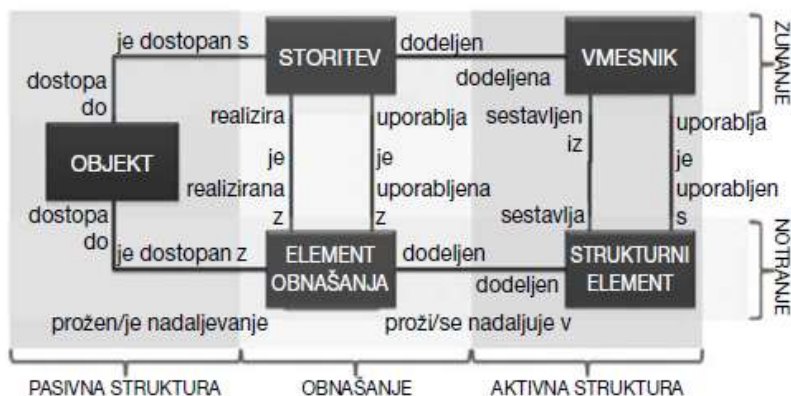 je dostopan s
STORITEV
dodeljen
dodeljena
VMESNIK
ZUNANJE
dostopa
do
OBJEKT
dostopa
do
je dostopan z
realizira
je
realizirana
z
uporablja
je
uporabljena
z
sestavljen
iz
sestavlja
uporablja
je
uporabljen
s
ELEMENT
OBNAŠANJA
dodeljen
dodeljen
STRUKTURNI
ELEMENT
NOTRANJE
prožen/je nadaljevanje
proži/se nadaljuje v
PASIVNA STRUKTURA
OBNAŠANJE
AKTIVNA STRUKTURA